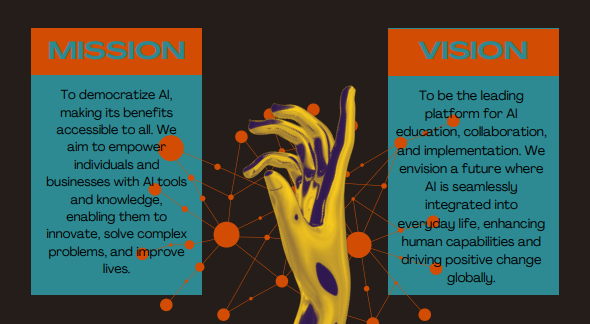 MISSION
To democratize AI,
making its benefits
accessible to all. We
aim to empower
individuals and
businesses with AI tools
and knowledge,
enabling them to
innovate, solve complex
problems, and improve
lives.
VISION
To be the leading
platform for AI
education, collaboration,
and implementation. We
envision a future where
AI is seamlessly
integrated into
everyday life, enhancing
human capabilities and
driving positive change
globally.